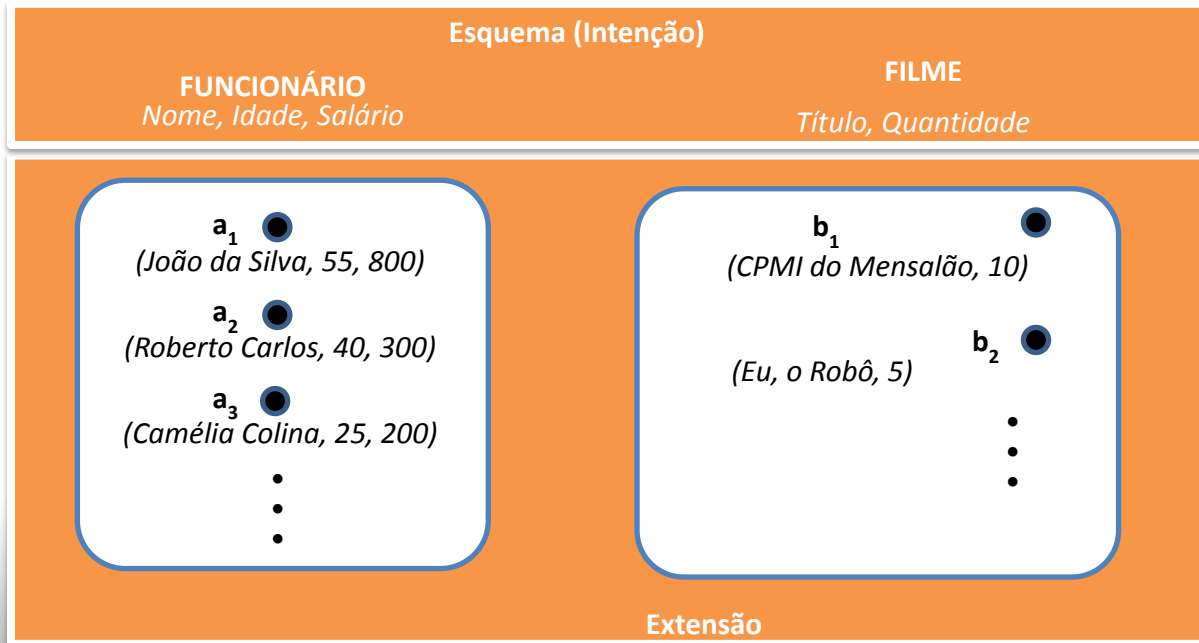 Esquema (Intenção)
FUNCIONÁRIO
Nome, Idade, Salário
FILME
Título, Quantidade
a1
(João da Silva, 55, 800)
a2
(Roberto Carlos, 40, 300)
a3
(Camélia Colina, 25, 200)
b1
(CPMI do Mensalão, 10)
b2
(Eu, o Robô, 5)
Extensão